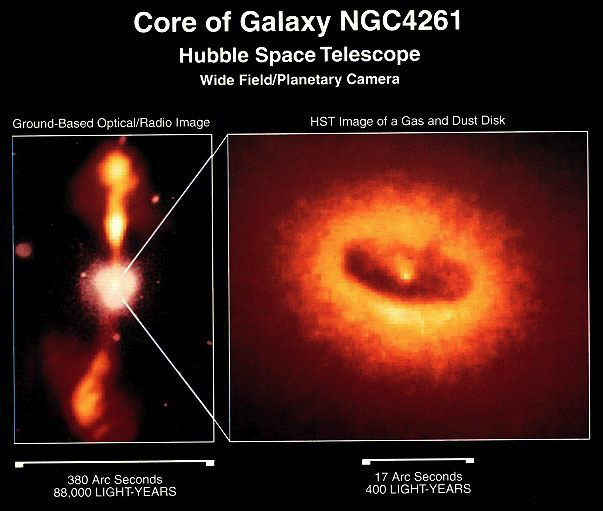 Core of Galaxy NGC4261
Hubble Space Telescope
Wide Field/Planetary Camera
Ground-Based Optical/Radio Image
HST Image of a Gas and Dust Disk
380 Arc Seconds
88,000 LIGHT-YEARS
17 Arc Seconds
400 LIGHT-YEARS